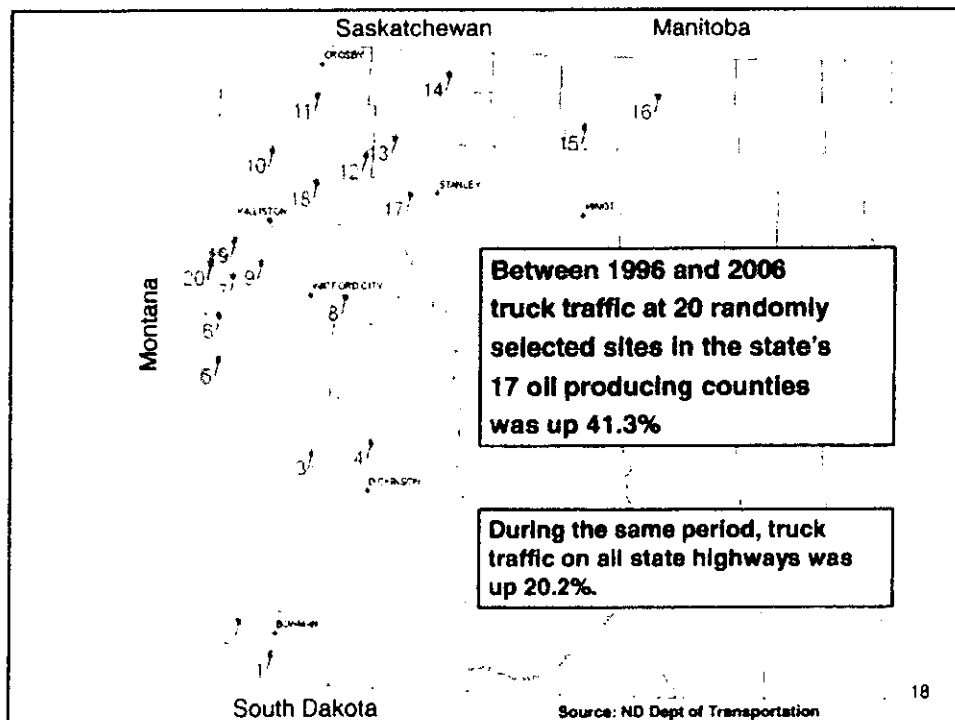 Saskatchewan
Manitoba
CROSBY
14
11
16
15
10
12
13
18
STANLEY
17
WILLISTON
MINOT
19
20
7
9
WATFORD CITY
8
6
5
Montana
Between 1996 and 2006
truck traffic at 20 randomly
selected sites in the state's
17 oil producing counties
was up 41.3%
3
4
DICKINSON
During the same period, truck
traffic on all state highways was
up 20.2%.
BOWMAN
1
South Dakota
Source: ND Dept of Transportation
18